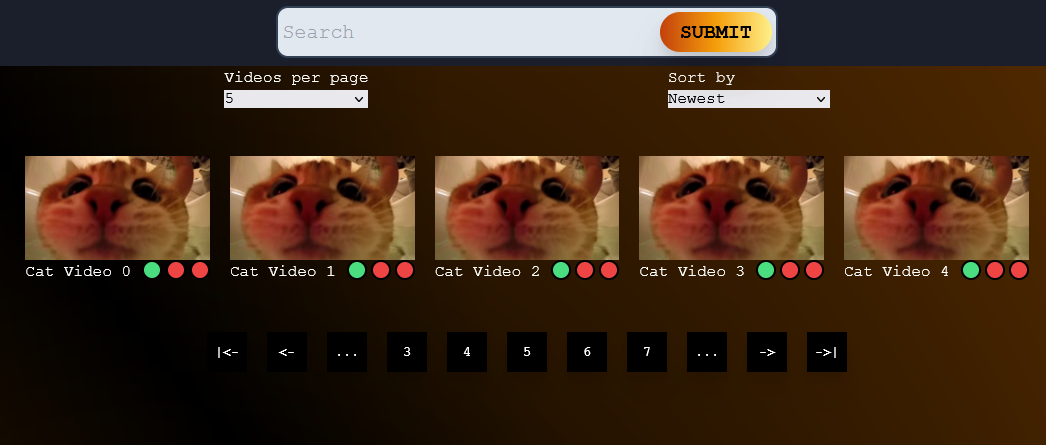 Search SUBMIT
Videos per page Sort by
5 Newest
Cat Video 0 Cat Video 1 Cat Video 2 Cat Video 3 Cat Video 4
|<- <- ... 3 4 5 6 7 ... -> ->|